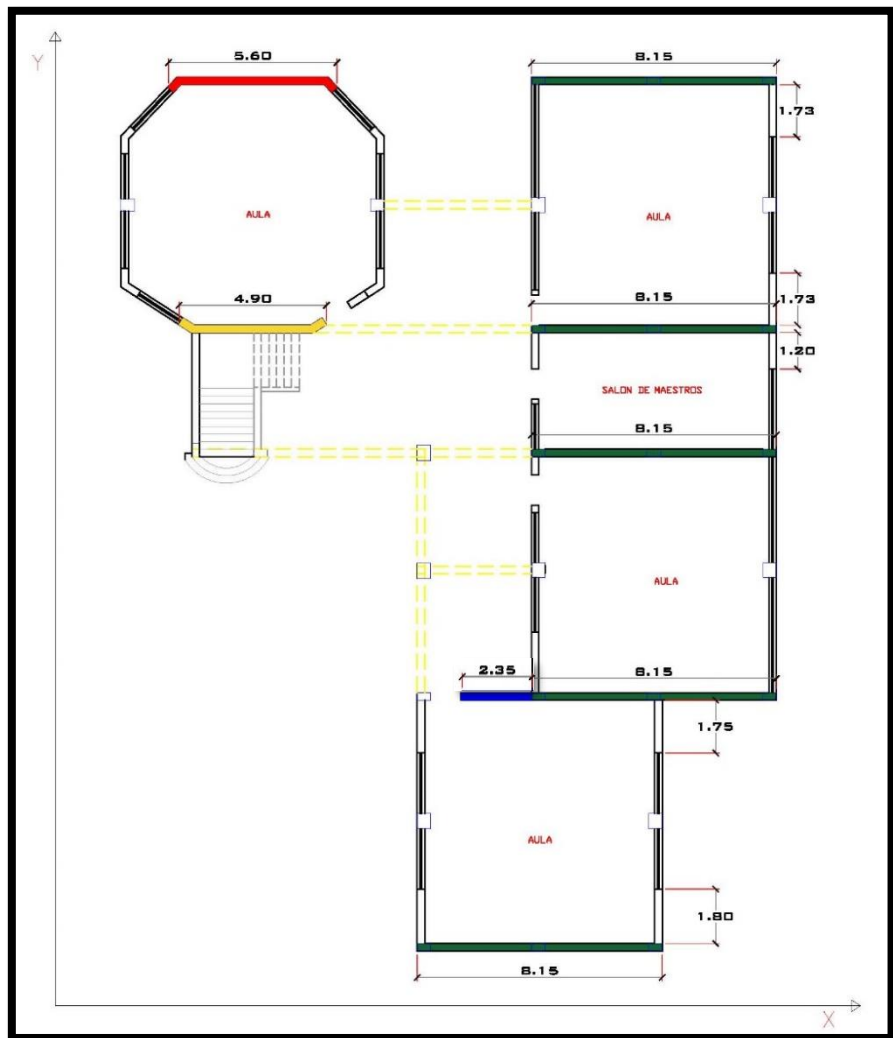 5.60
8.15
Y
1.73
AULA
AULA
4.90
8.15
1.73
1.20
SALON DE MAESTROS
8.15
AULA
2.35
8.15
1.75
AULA
1.80
8.15
X